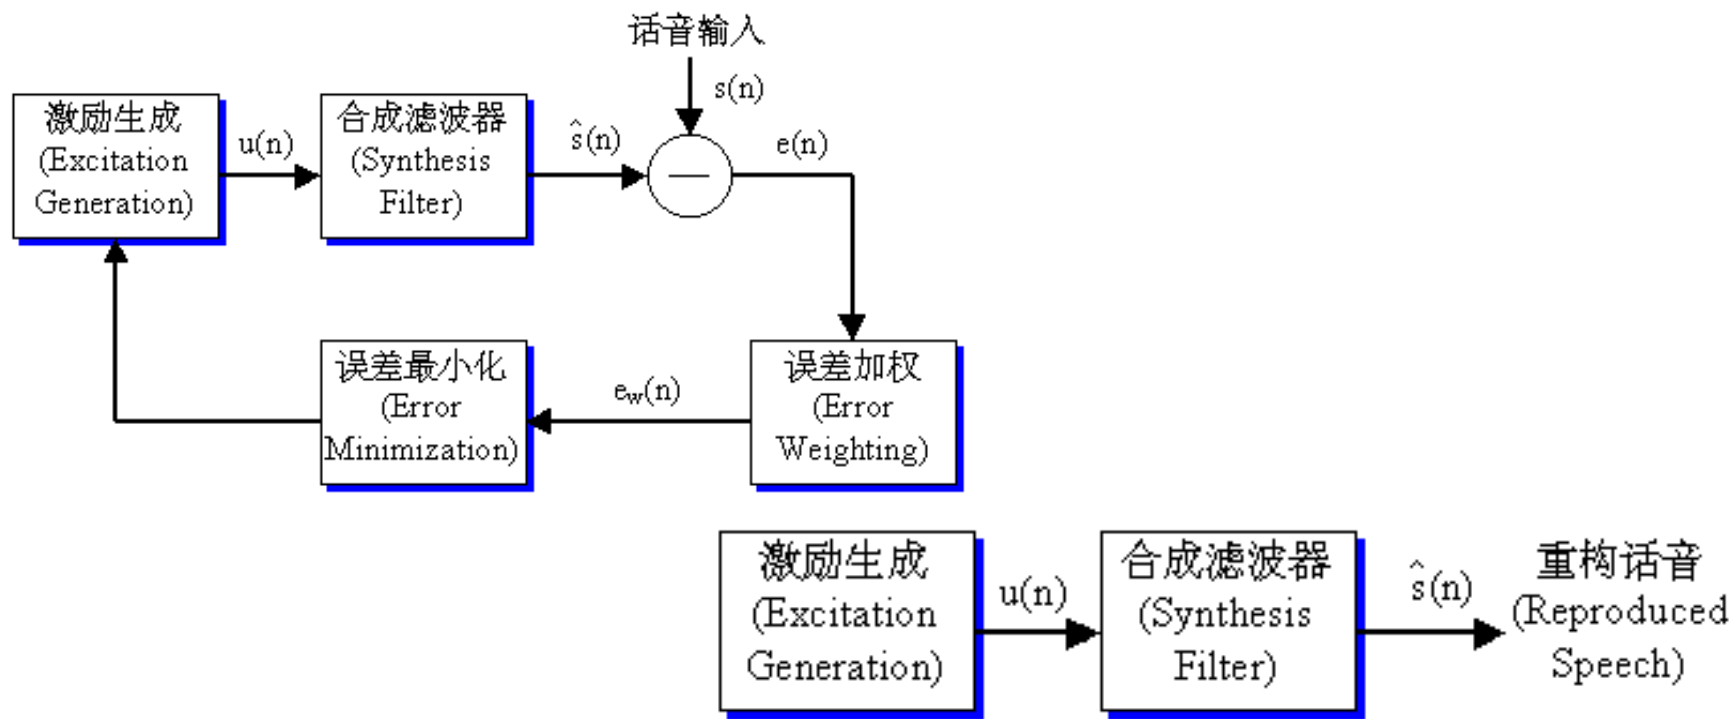 话音输入
s(n)
激励生成
(Excitation
Generation)
u(n)
合成滤波器
(Synthesis
Filter)
ŝ(n)
—
e(n)
误差最小化
(Error
Minimization)
e_w(n)
误差加权
(Error
Weighting)
激励生成
(Excitation
Generation)
u(n)
合成滤波器
(Synthesis
Filter)
ŝ(n)
重构话音
(Reproduced
Speech)